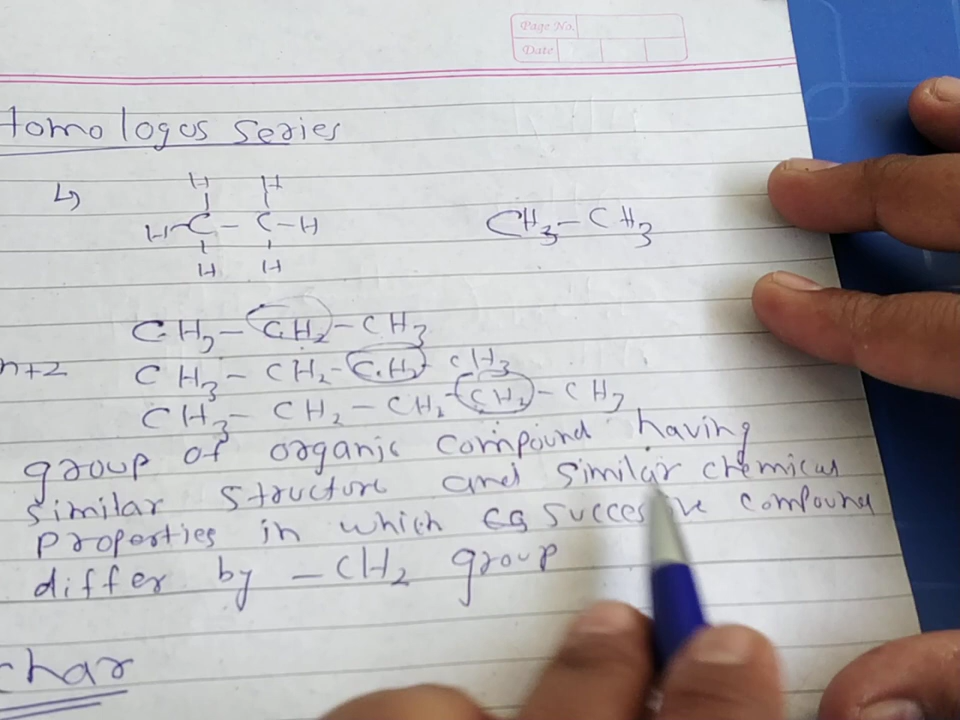 Page No.
Date
Homologus series
↳
H H
H-C-C-H
H H
CH3-CH3
CH3-CH2-CH3
n+2
CH3-CH2-CH2 CH3
CH3-CH2-CH2-CH2-CH3
group of organic compound having
similar structure and similar chemical
properties in which successive compound
differ by -CH2 group
char